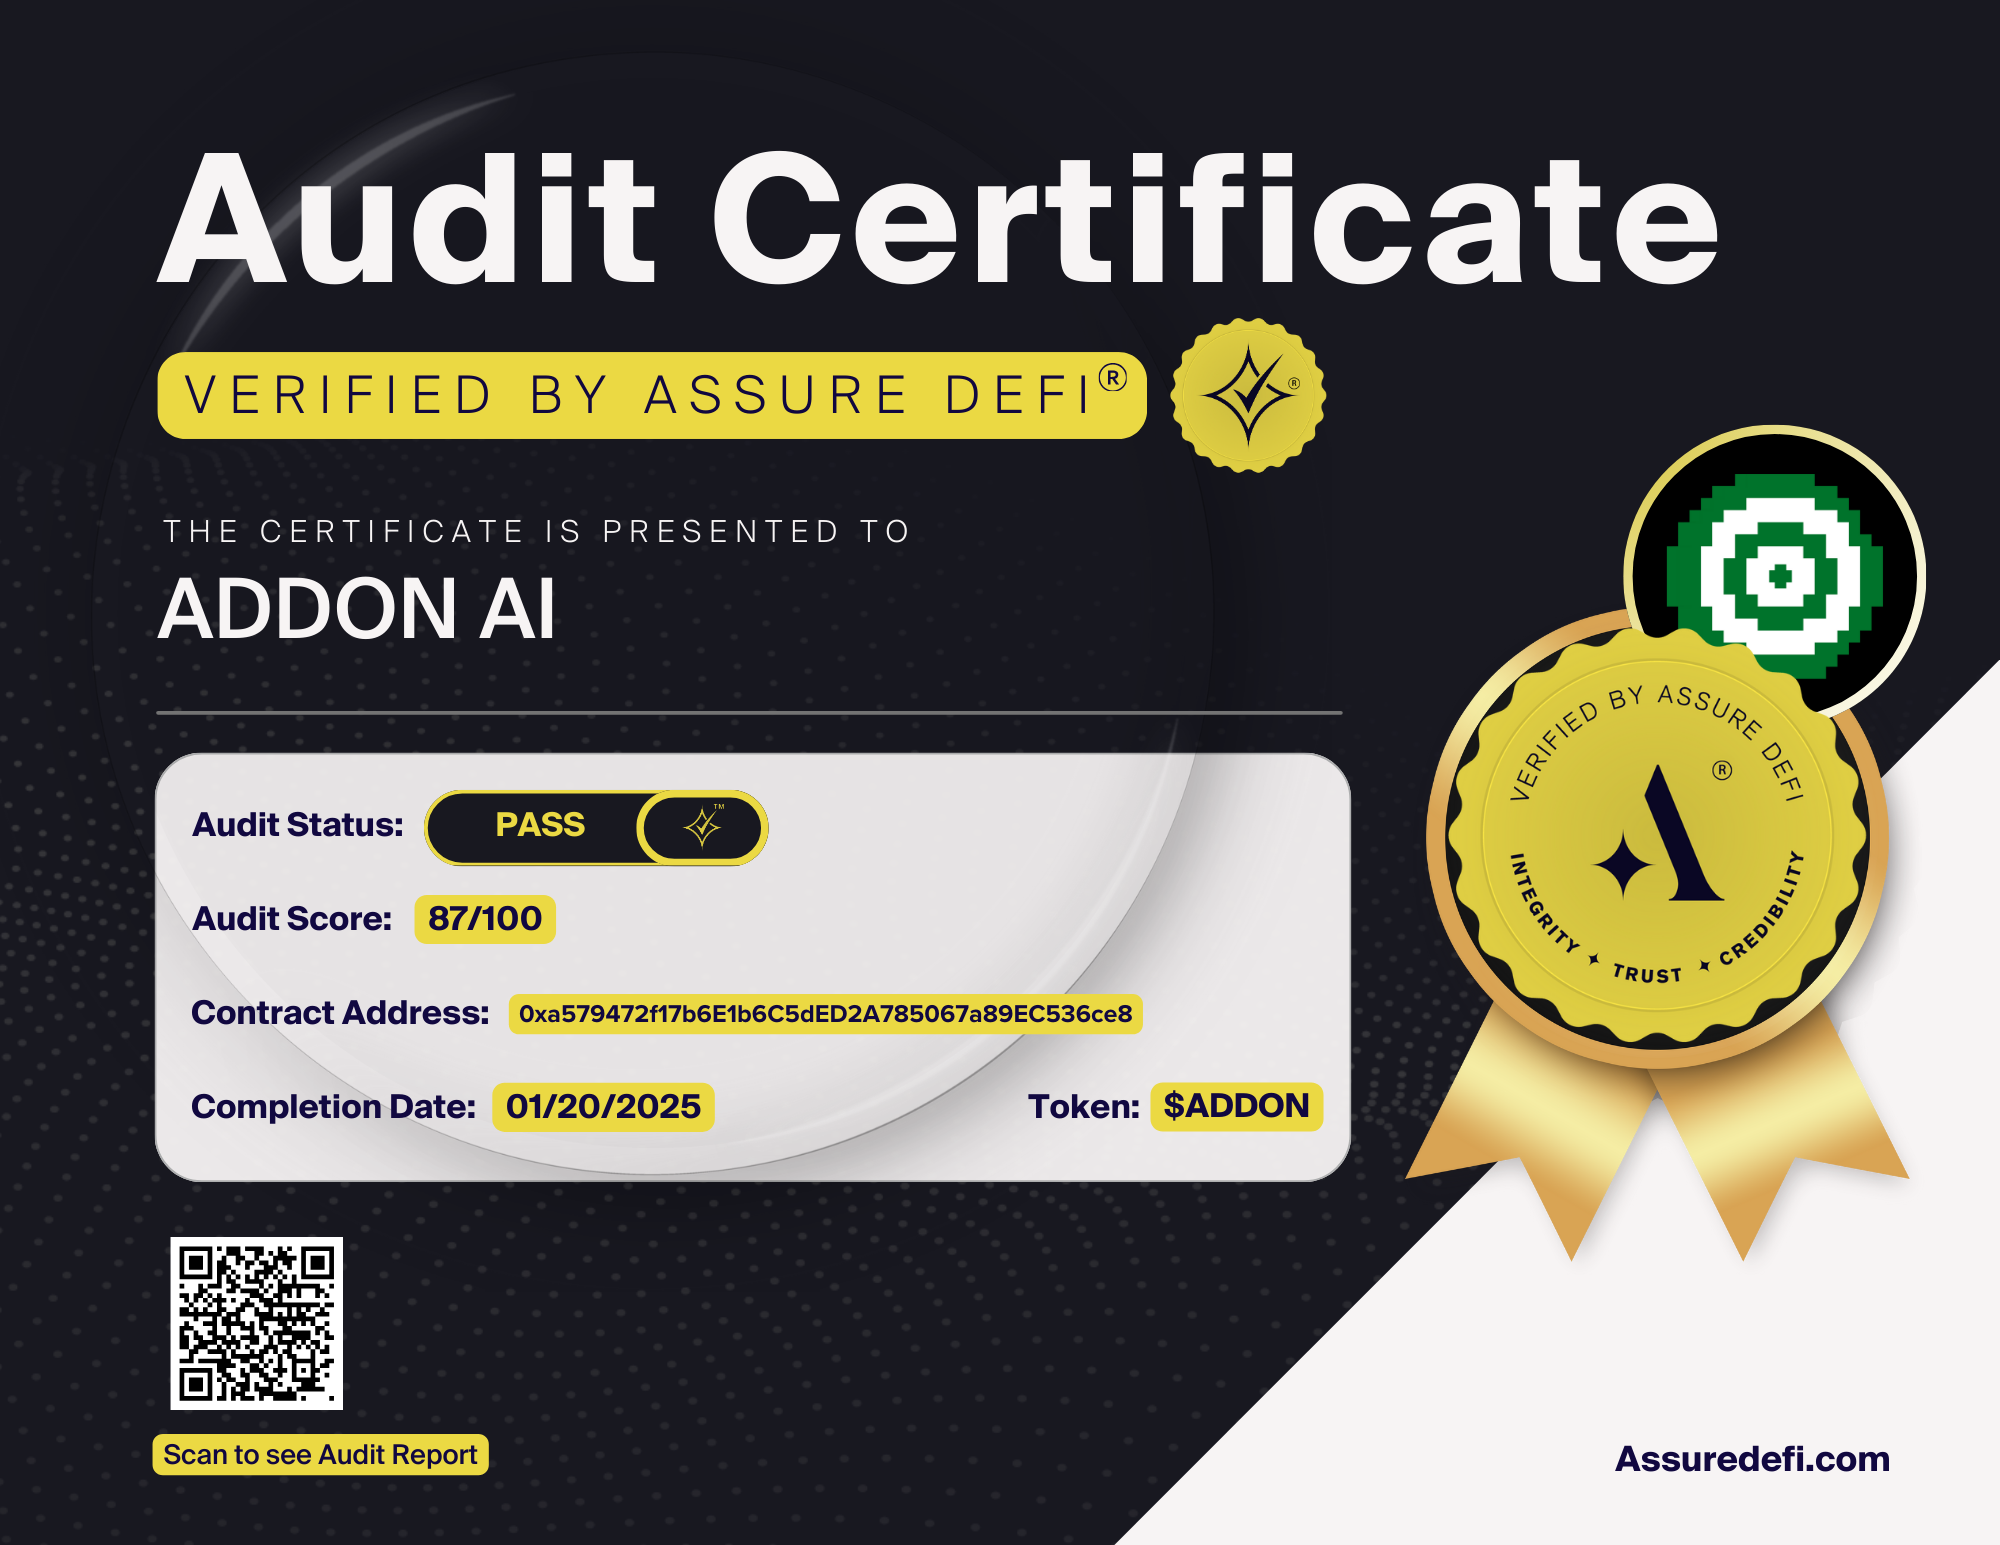 Audit Certificate
VERIFIED BY ASSURE DEFI®
®
THE CERTIFICATE IS PRESENTED TO
ADDON AI
Audit Status: PASS ™
Audit Score: 87/100
Contract Address: 0xa579472f17b6E1b6C5dED2A785067a89EC536ce8
Completion Date: 01/20/2025 Token: $ADDON
VERIFIED BY ASSURE DEFI
A ®
INTEGRITY ✦ TRUST ✦ CREDIBILITY
Scan to see Audit Report
Assuredefi.com